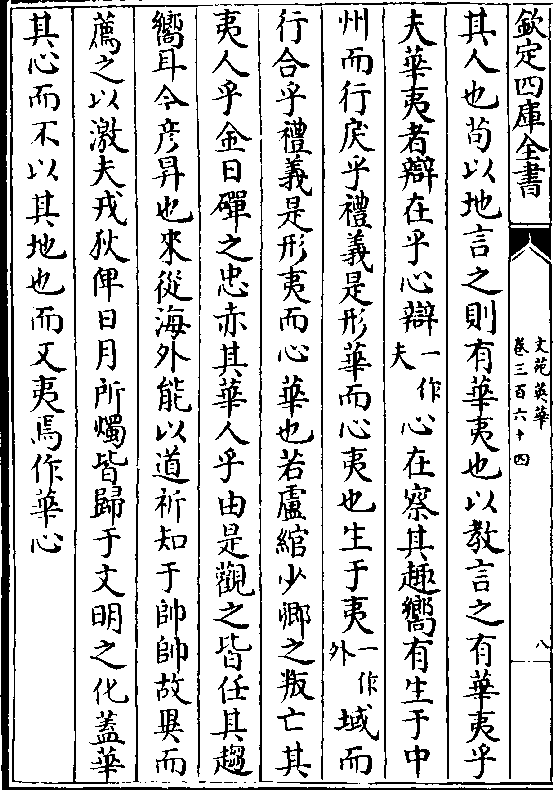 欽定四庫全書
文苑英華
卷三百六十四
八
其人也苟以地言之則有華夷也以教言之有華夷乎
夫華夷者辯在乎心辯一作夫心在察其趣嚮有生于中
州而行戾乎禮義是形華而心夷也生于夷一作外域而
行合乎禮義是形夷而心華也若盧綰少卿之叛亡其
夷人乎金日磾之忠赤其華人乎由是觀之皆任其趨
嚮耳今彦昇也來從海外能以道祈知于帥帥故異而
薦之以激夫戎狄俾日月所燭皆歸于文明之化蓋華
其心而不以其地也而又夷焉作華心